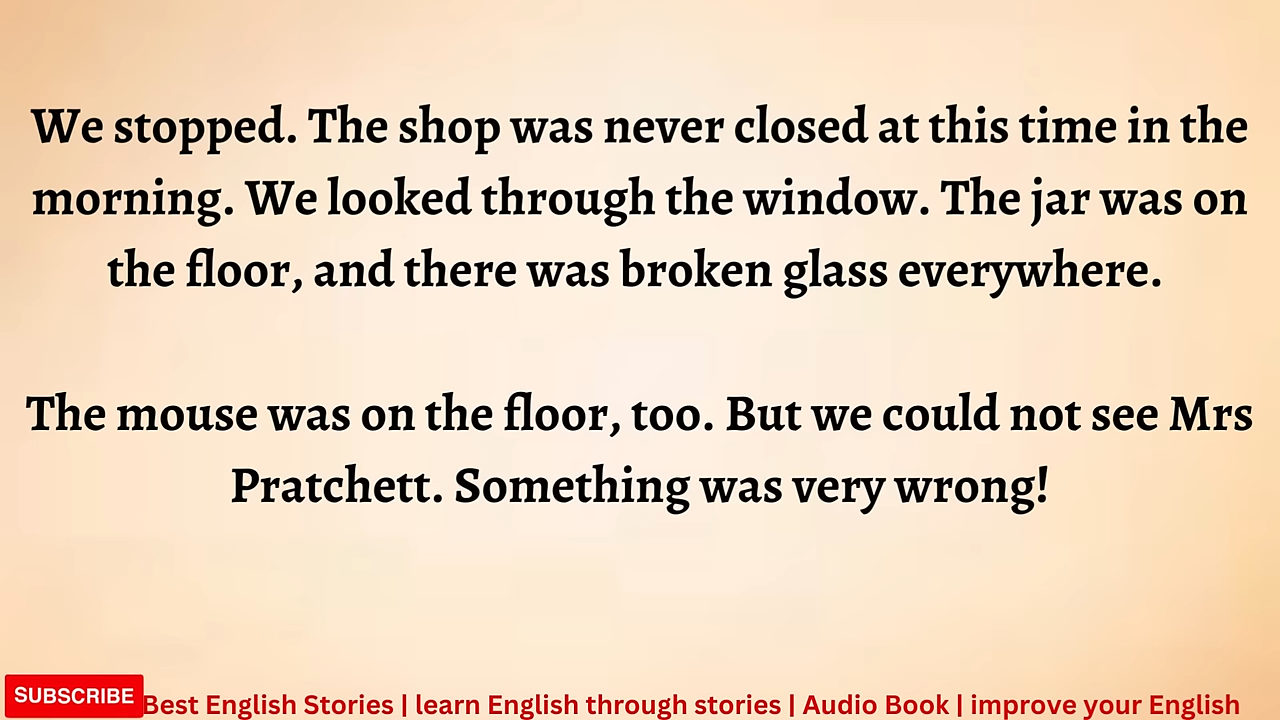 We stopped. The shop was never closed at this time in the
morning. We looked through the window. The jar was on
the floor, and there was broken glass everywhere.
The mouse was on the floor, too. But we could not see Mrs
Pratchett. Something was very wrong!
SUBSCRIBE
Best English Stories | learn English through stories | Audio Book | improve your English